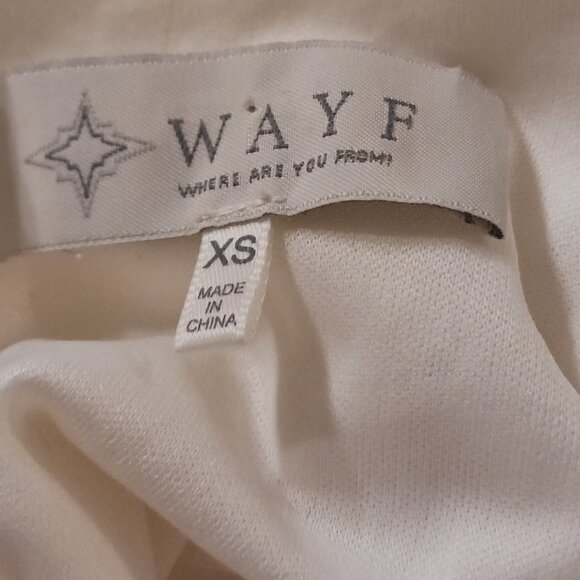 WAYF
WHERE ARE YOU FROM?
XS
MADE
IN
CHINA